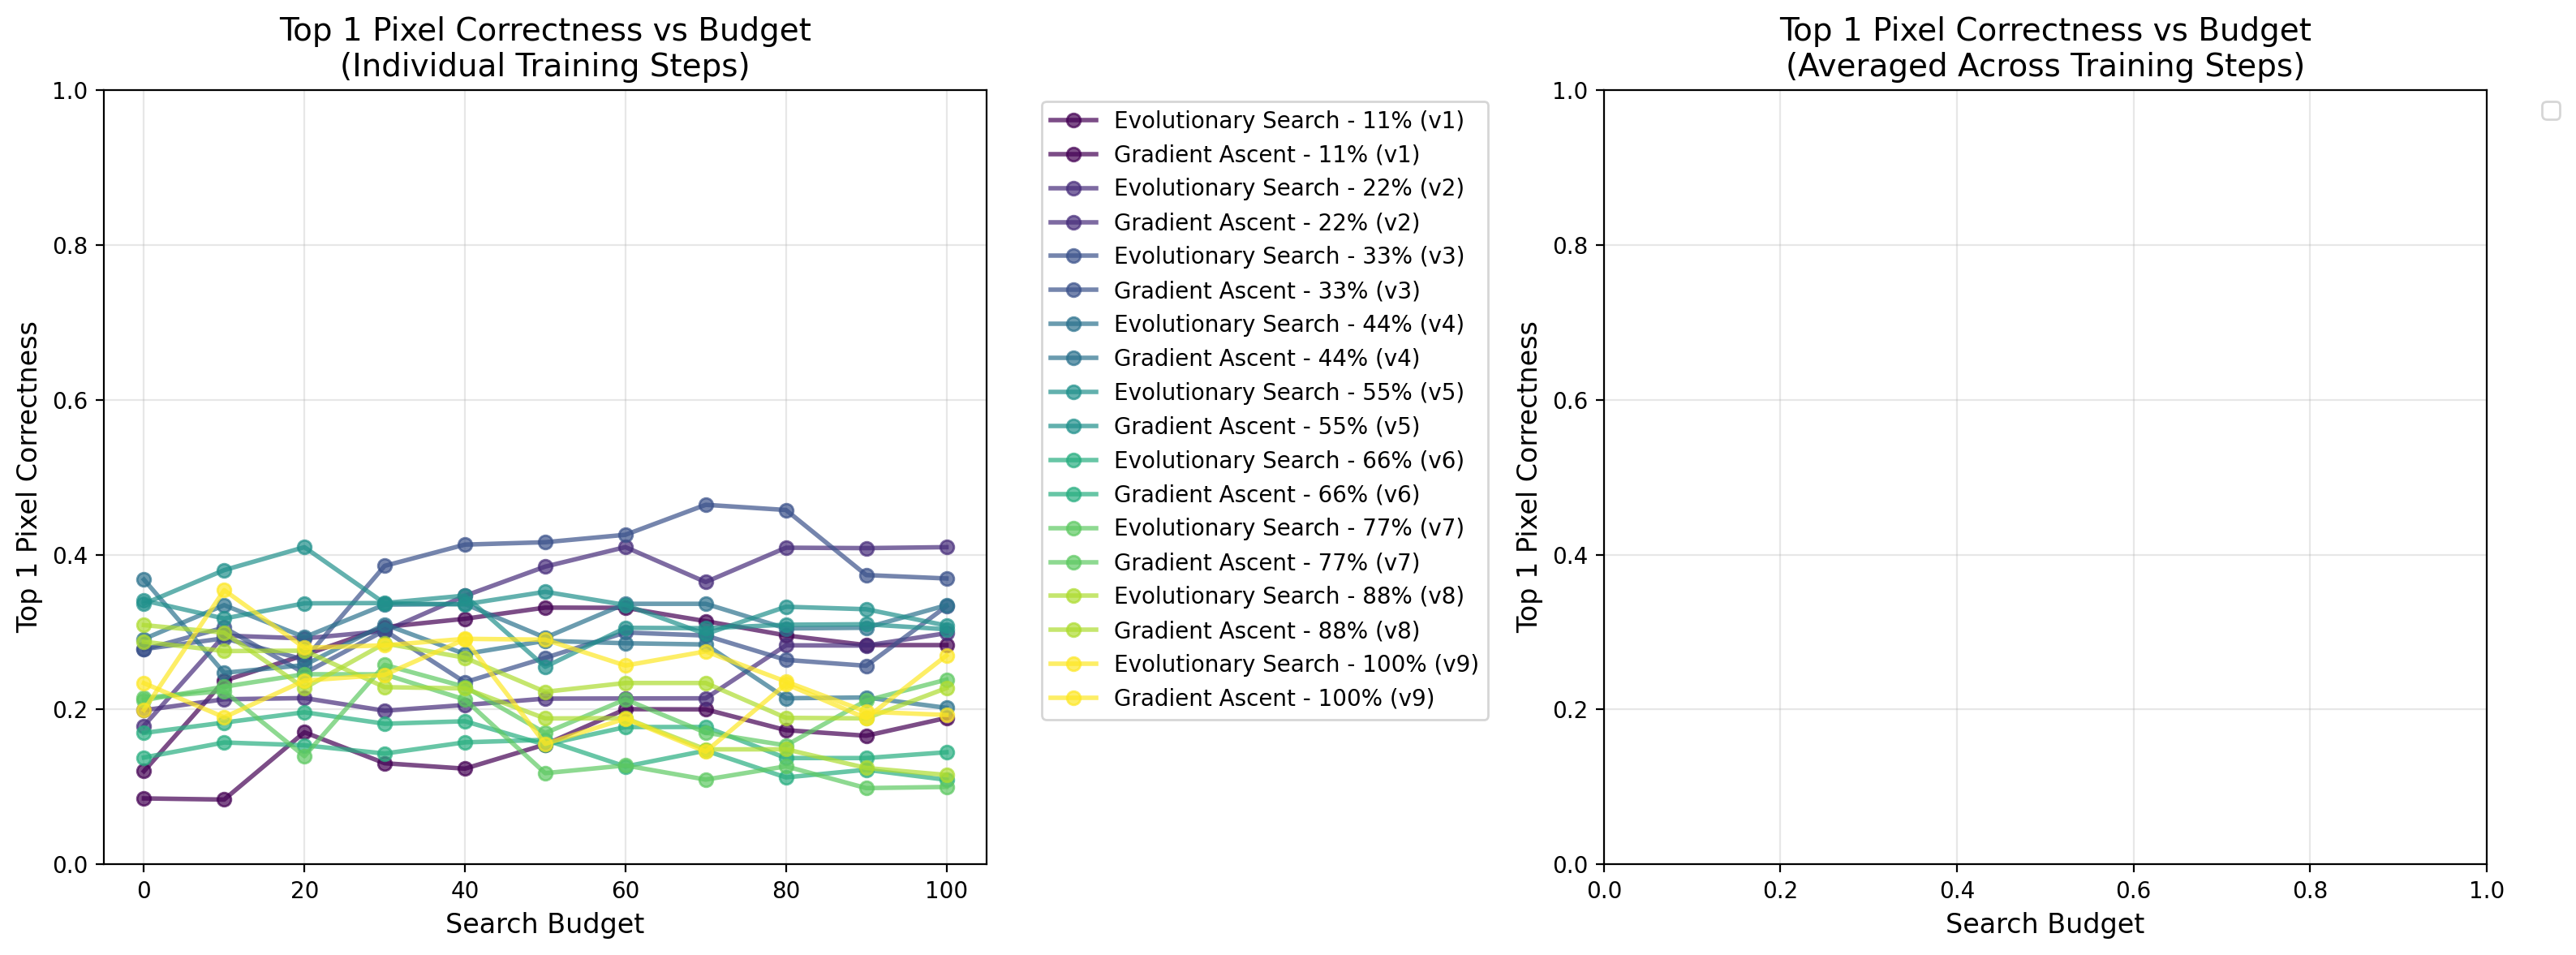 Top 1 Pixel Correctness vs Budget
(Individual Training Steps)
Top 1 Pixel Correctness
1.0
0.8
0.6
0.4
0.2
0.0
0 20 40 60 80 100
Search Budget
Evolutionary Search - 11% (v1)
Gradient Ascent - 11% (v1)
Evolutionary Search - 22% (v2)
Gradient Ascent - 22% (v2)
Evolutionary Search - 33% (v3)
Gradient Ascent - 33% (v3)
Evolutionary Search - 44% (v4)
Gradient Ascent - 44% (v4)
Evolutionary Search - 55% (v5)
Gradient Ascent - 55% (v5)
Evolutionary Search - 66% (v6)
Gradient Ascent - 66% (v6)
Evolutionary Search - 77% (v7)
Gradient Ascent - 77% (v7)
Evolutionary Search - 88% (v8)
Gradient Ascent - 88% (v8)
Evolutionary Search - 100% (v9)
Gradient Ascent - 100% (v9)
Top 1 Pixel Correctness vs Budget
(Averaged Across Training Steps)
Top 1 Pixel Correctness
1.0
0.8
0.6
0.4
0.2
0.0
0.0 0.2 0.4 0.6 0.8 1.0
Search Budget